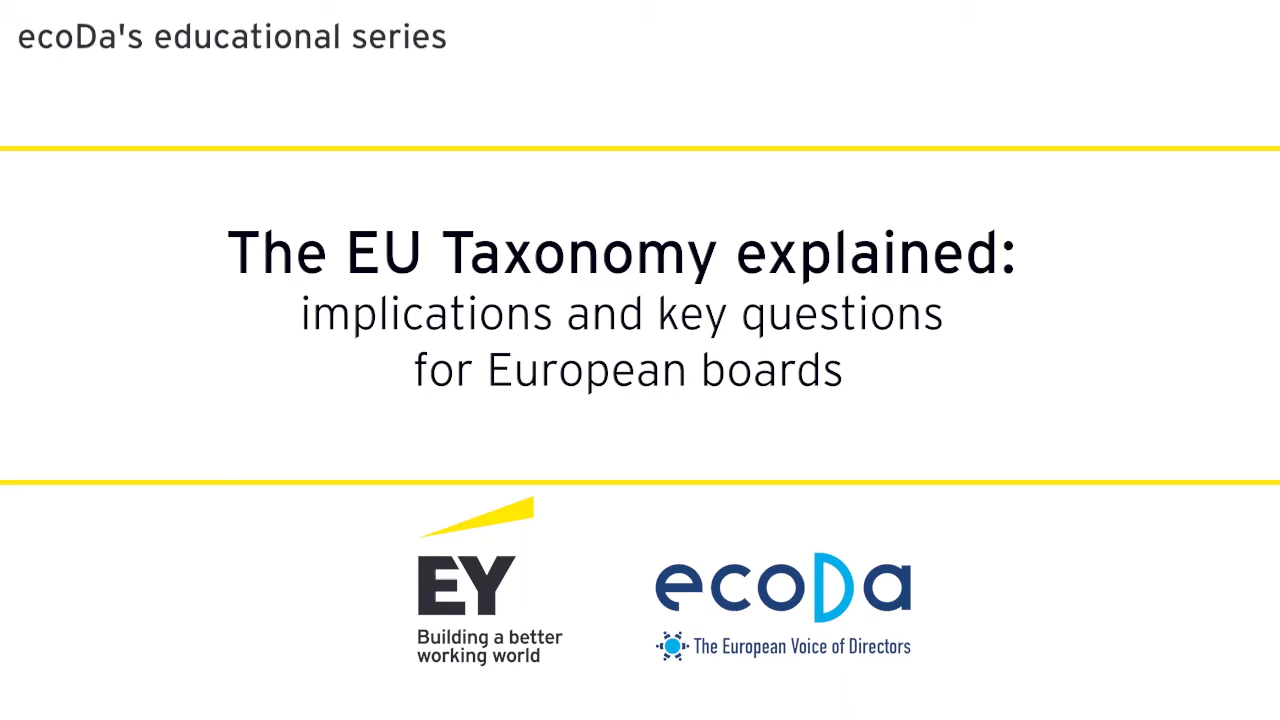 ecoDa's educational series
The EU Taxonomy explained:
implications and key questions
for European boards
EY
Building a better
working world
ecoDa
The European Voice of Directors